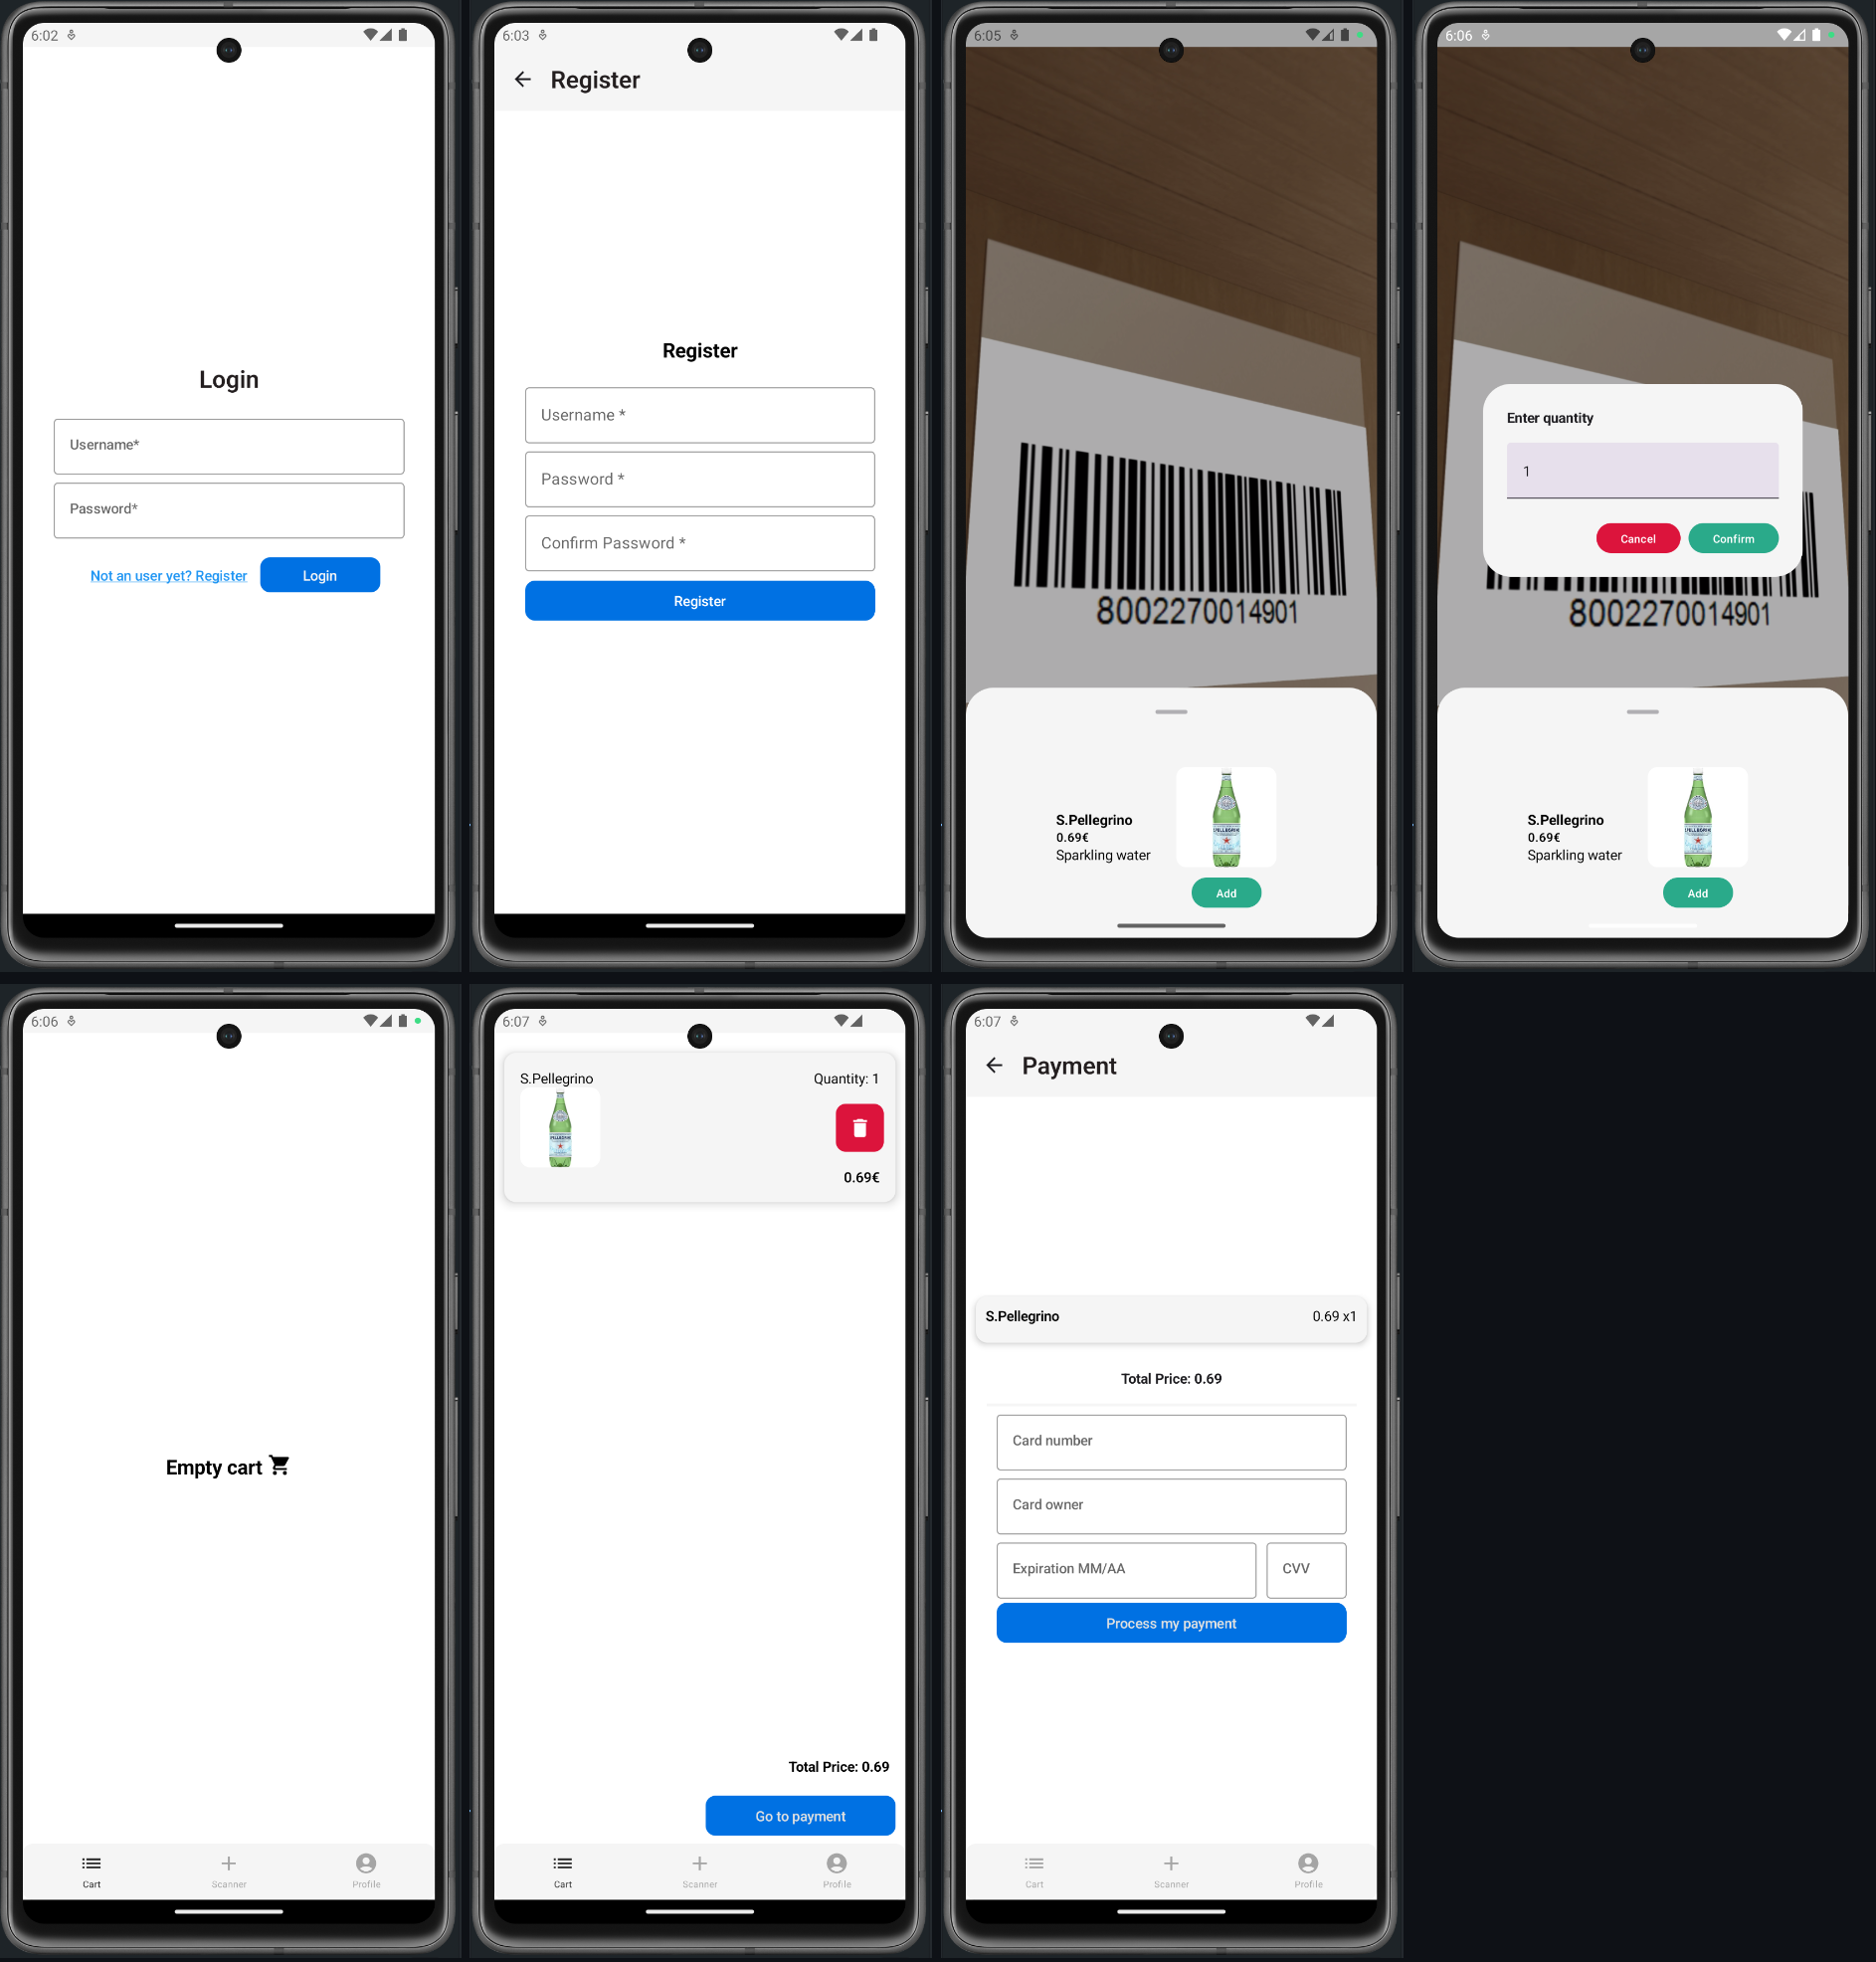 6:02
Login
Username*
Password*
Not an user yet? Register
Login
6:03
Register
Register
Username *
Password *
Confirm Password *
Register
6:05
8002270014901
S.Pellegrino
0.69€
Sparkling water
Add
6:06
Enter quantity
1
Cancel
Confirm
8002270014901
S.Pellegrino
0.69€
Sparkling water
Add
6:06
Empty cart
Cart
Scanner
Profile
6:07
S.Pellegrino
Quantity: 1
0.69€
Total Price: 0.69
Go to payment
Cart
Scanner
Profile
6:07
Payment
S.Pellegrino
0.69 x1
Total Price: 0.69
Card number
Card owner
Expiration MM/AA
CVV
Process my payment
Cart
Scanner
Profile